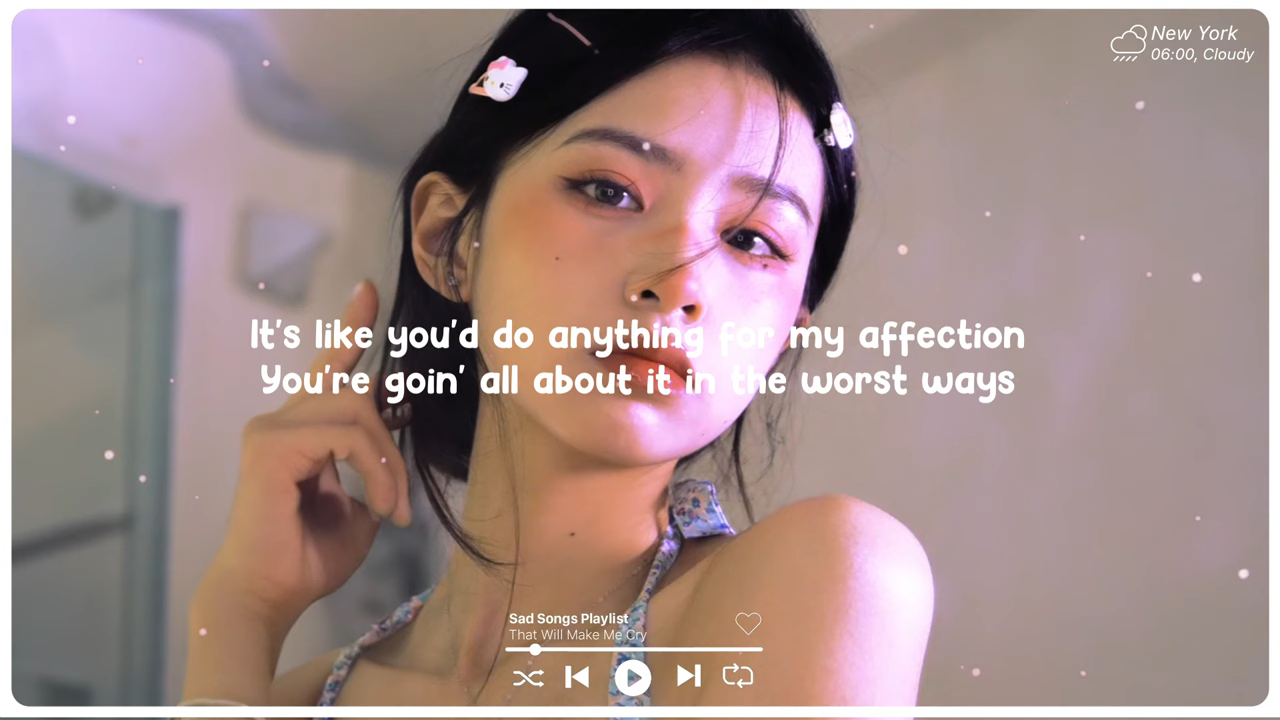 New York
06:00, Cloudy
It's like you'd do anything for my affection
You're goin' all about it in the worst ways
Sad Songs Playlist
That Will Make Me Cry